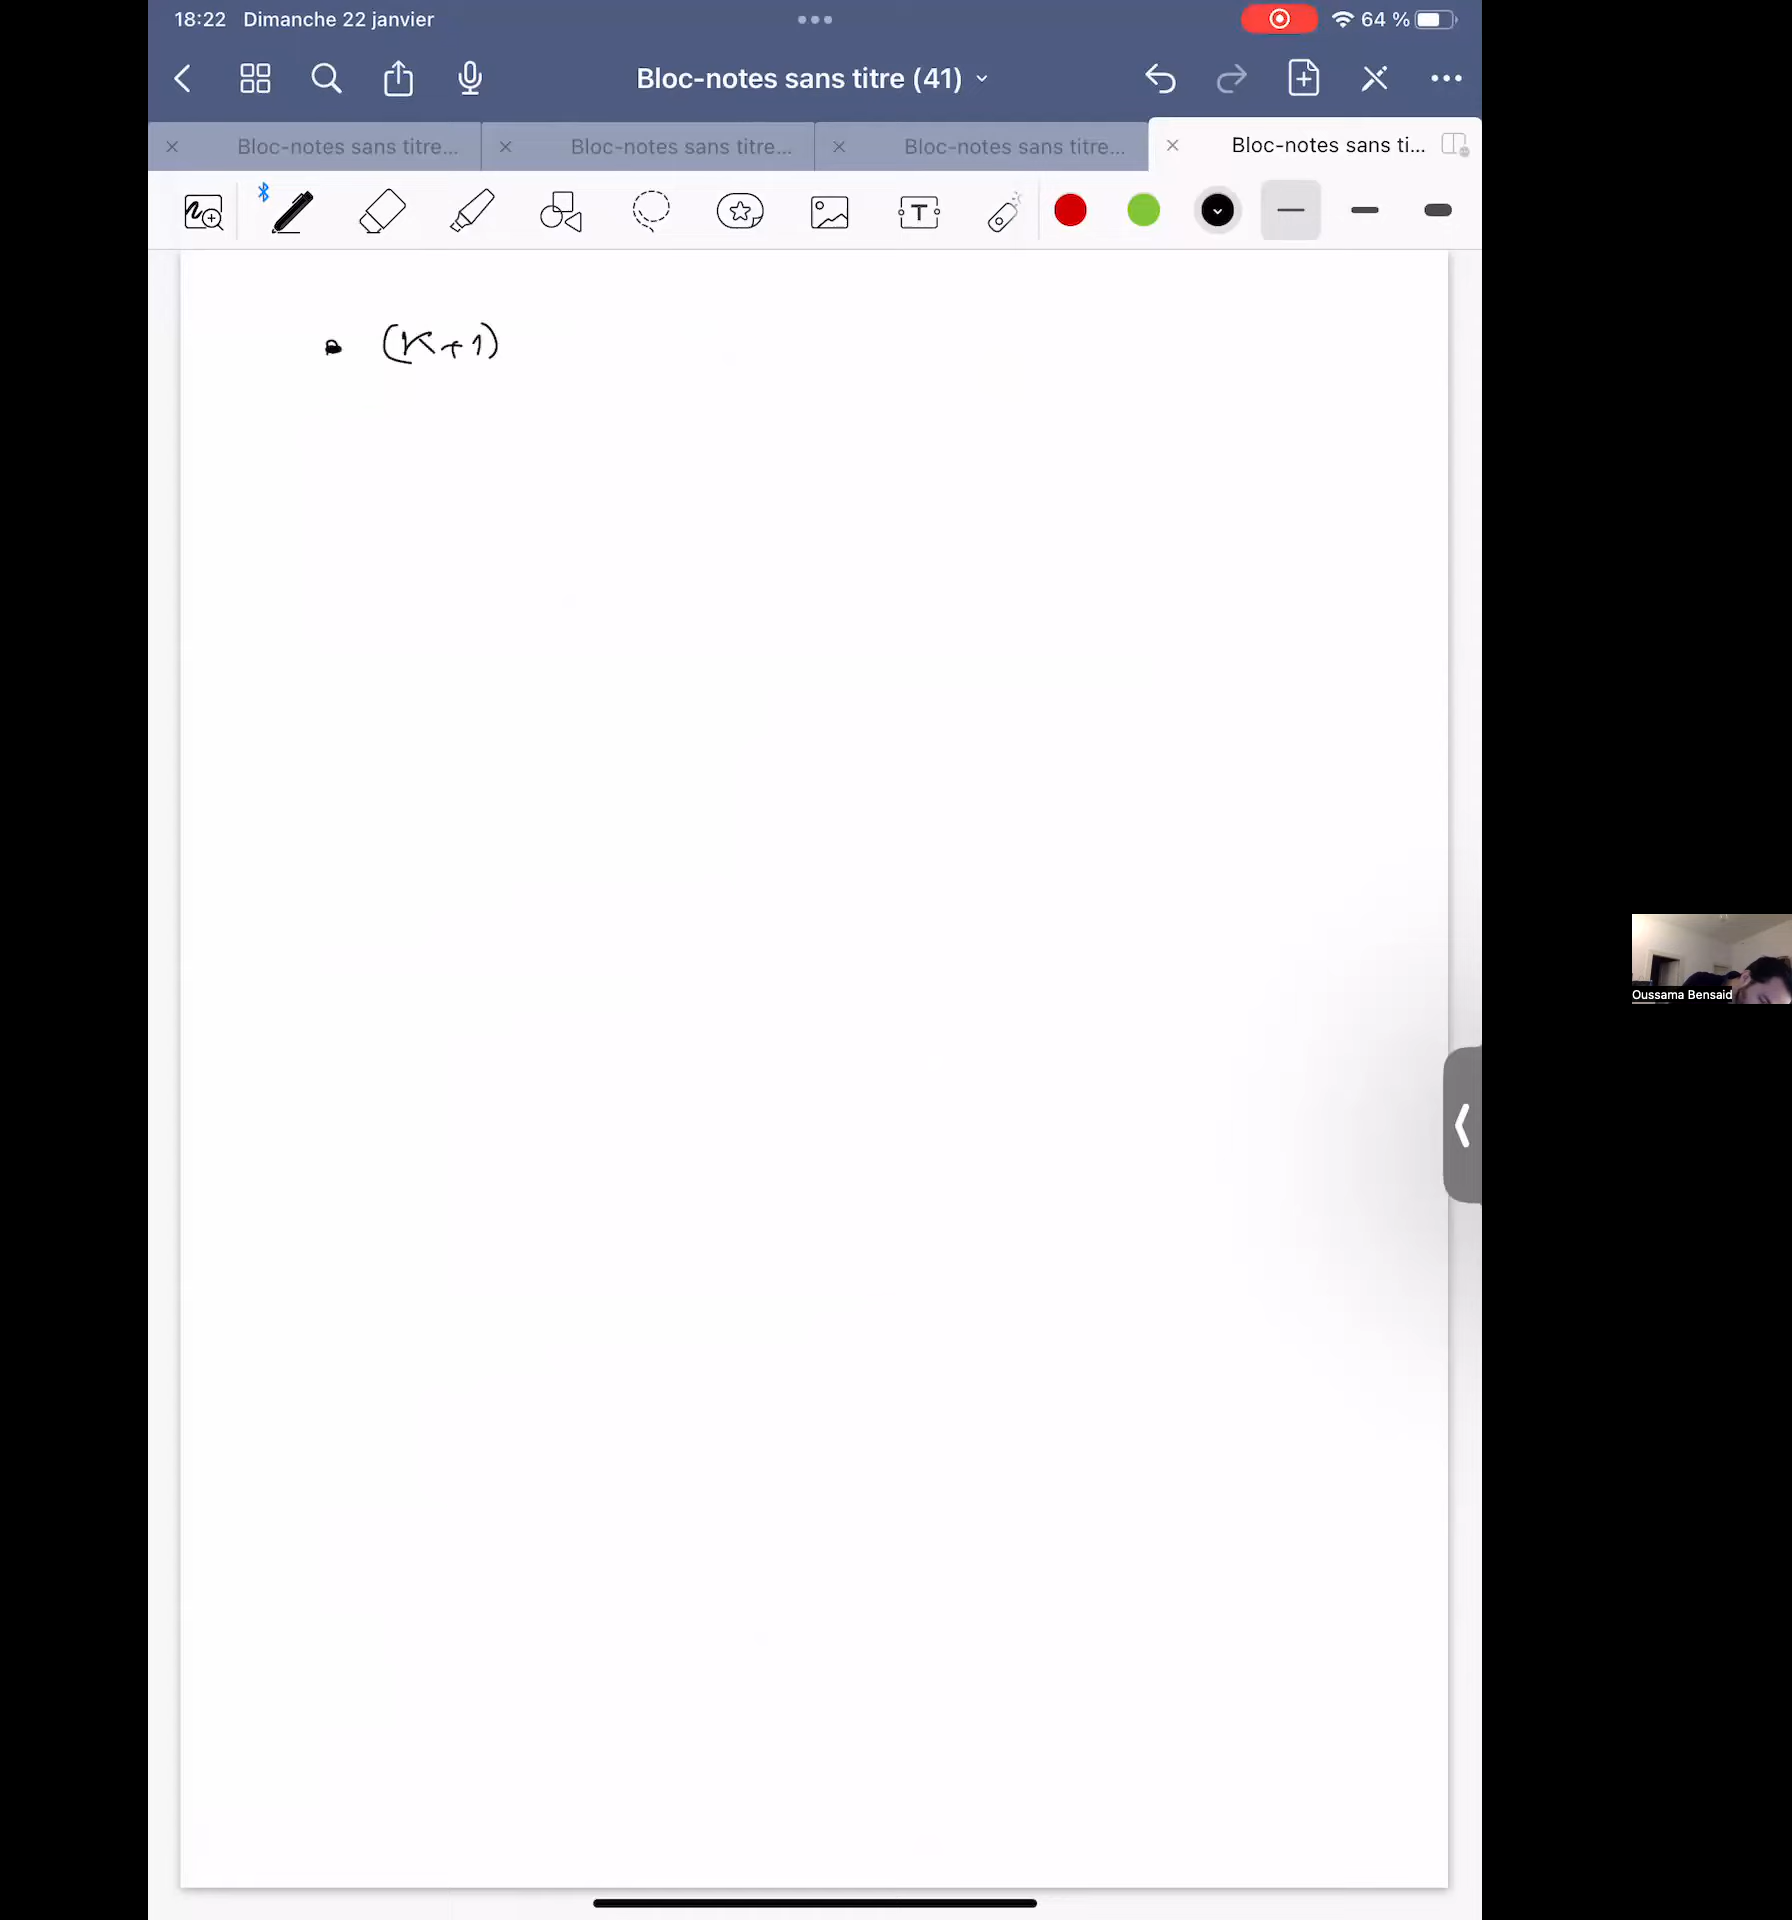 18:22 Dimanche 22 janvier 64 %
Bloc-notes sans titre (41)
Bloc-notes sans titre... Bloc-notes sans titre... Bloc-notes sans titre... Bloc-notes sans ti...
T
• (K+1)
Oussama Bensaid